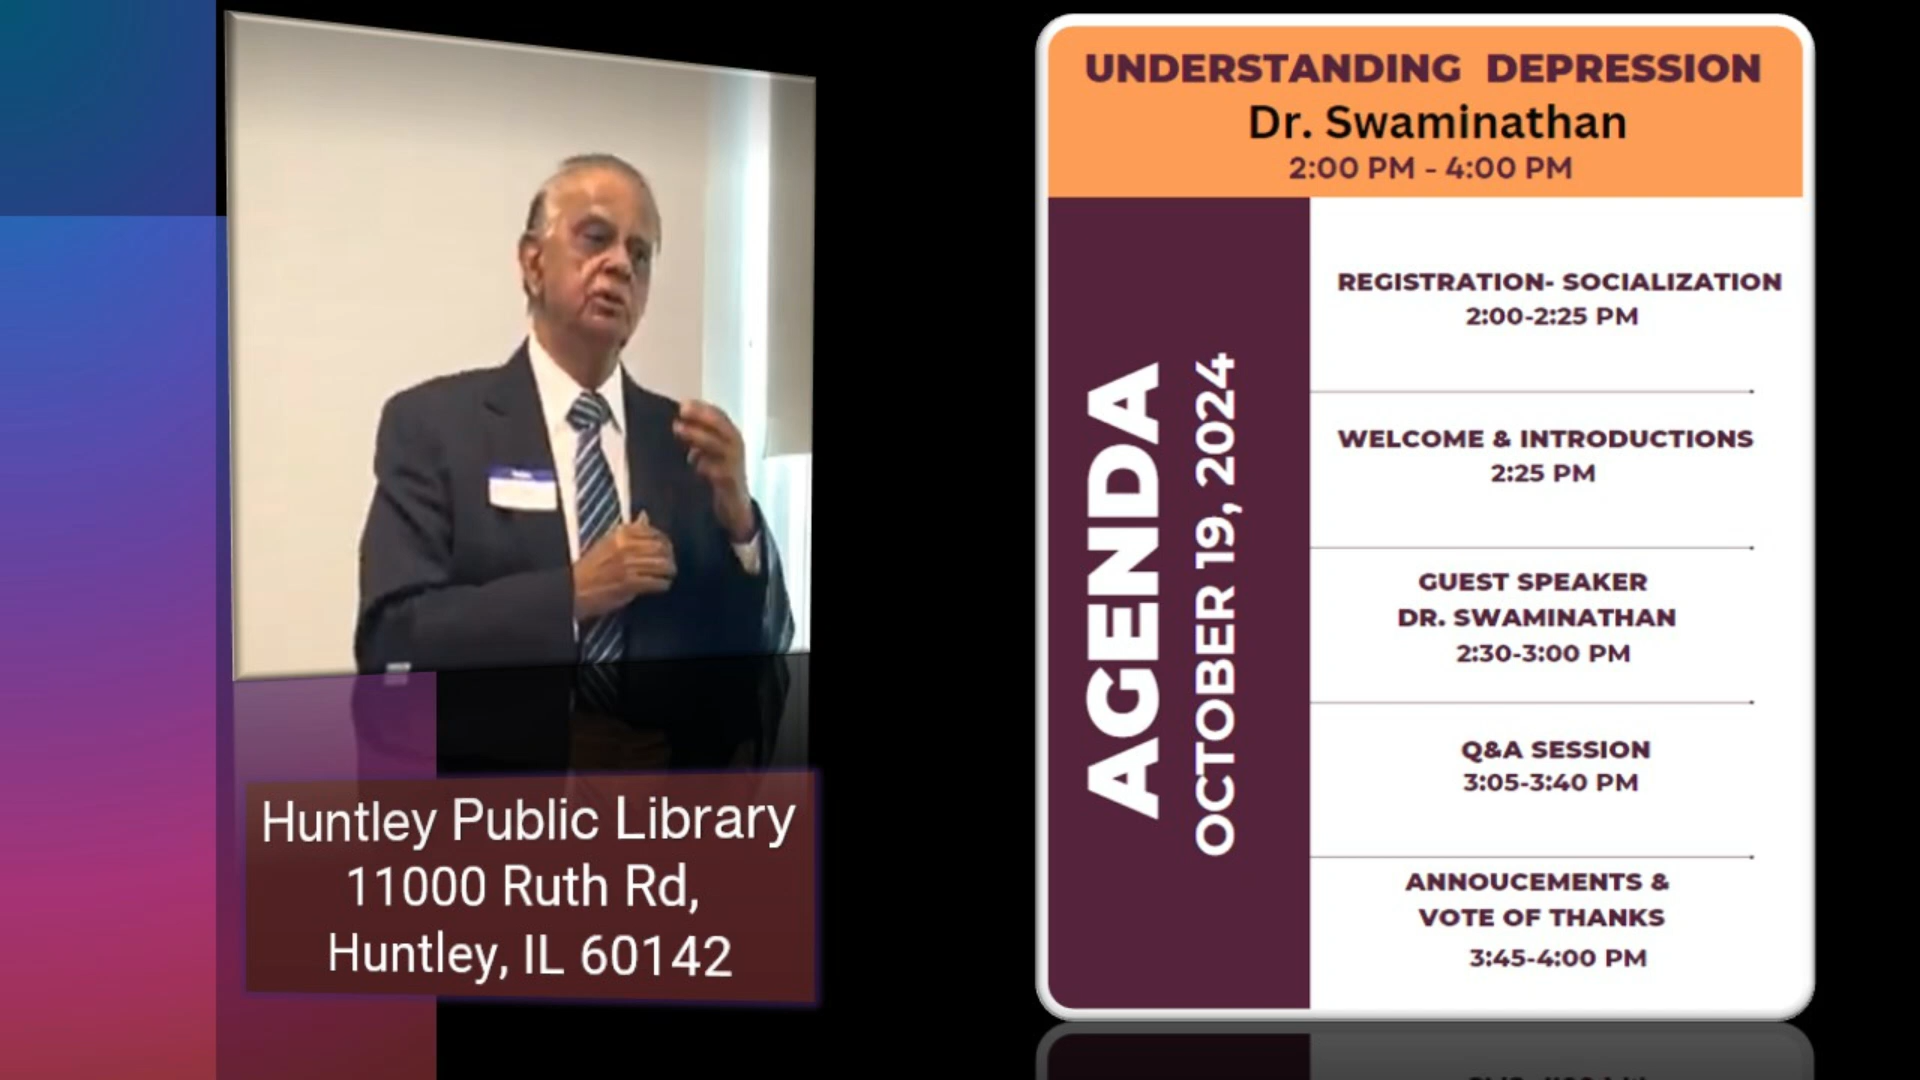 Huntley Public Library
11000 Ruth Rd,
Huntley, IL 60142
UNDERSTANDING DEPRESSION
Dr. Swaminathan
2:00 PM - 4:00 PM
AGENDA
OCTOBER 19, 2024
REGISTRATION- SOCIALIZATION
2:00-2:25 PM
WELCOME & INTRODUCTIONS
2:25 PM
GUEST SPEAKER
DR. SWAMINATHAN
2:30-3:00 PM
Q&A SESSION
3:05-3:40 PM
ANNOUCEMENTS &
VOTE OF THANKS
3:45-4:00 PM